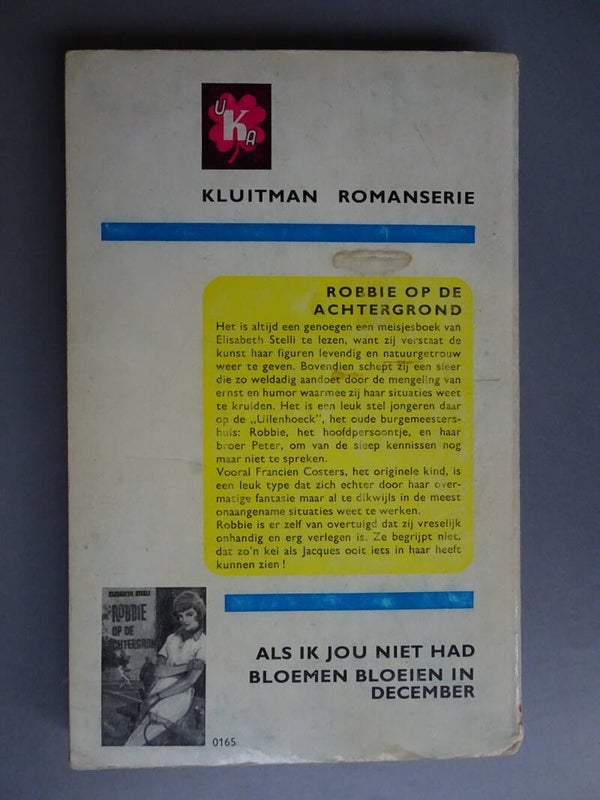 UKA
KLUITMAN ROMANSERIE
ROBBIE OP DE
ACHTERGROND
Het is altijd een genoegen een meisjesboek van
Elisabeth Stelli te lezen, want zij verstaat de
kunst haar figuren levendig en natuurgetrouw
weer te geven. Bovendien schept zij een sfeer
die zo weldadig aandoet door de mengeling van
ernst en humor waarmee zij haar situaties weet
te kruiden. Het is een leuk stel jongeren daar
op de „Uilenhoeck", het oude burgemeesters-
huis: Robbie, het hoofdpersoontje, en haar
broer Peter, om van de sleep kennissen nog
maar niet te spreken.
Vooral Francien Costers, het originele kind, is
een leuk type dat zich echter door haar over-
matige fantasie maar al te dikwijls in de meest
onaangename situaties weet te werken.
Robbie is er zelf van overtuigd dat zij vreselijk
onhandig en erg verlegen is. Ze begrijpt niet,
dat zo'n kei als Jacques ooit iets in haar heeft
kunnen zien!
ELISABETH STELLI
ROBBIE
OP DE
ACHTERGROND
ALS IK JOU NIET HAD
BLOEMEN BLOEIEN IN
DECEMBER
0165